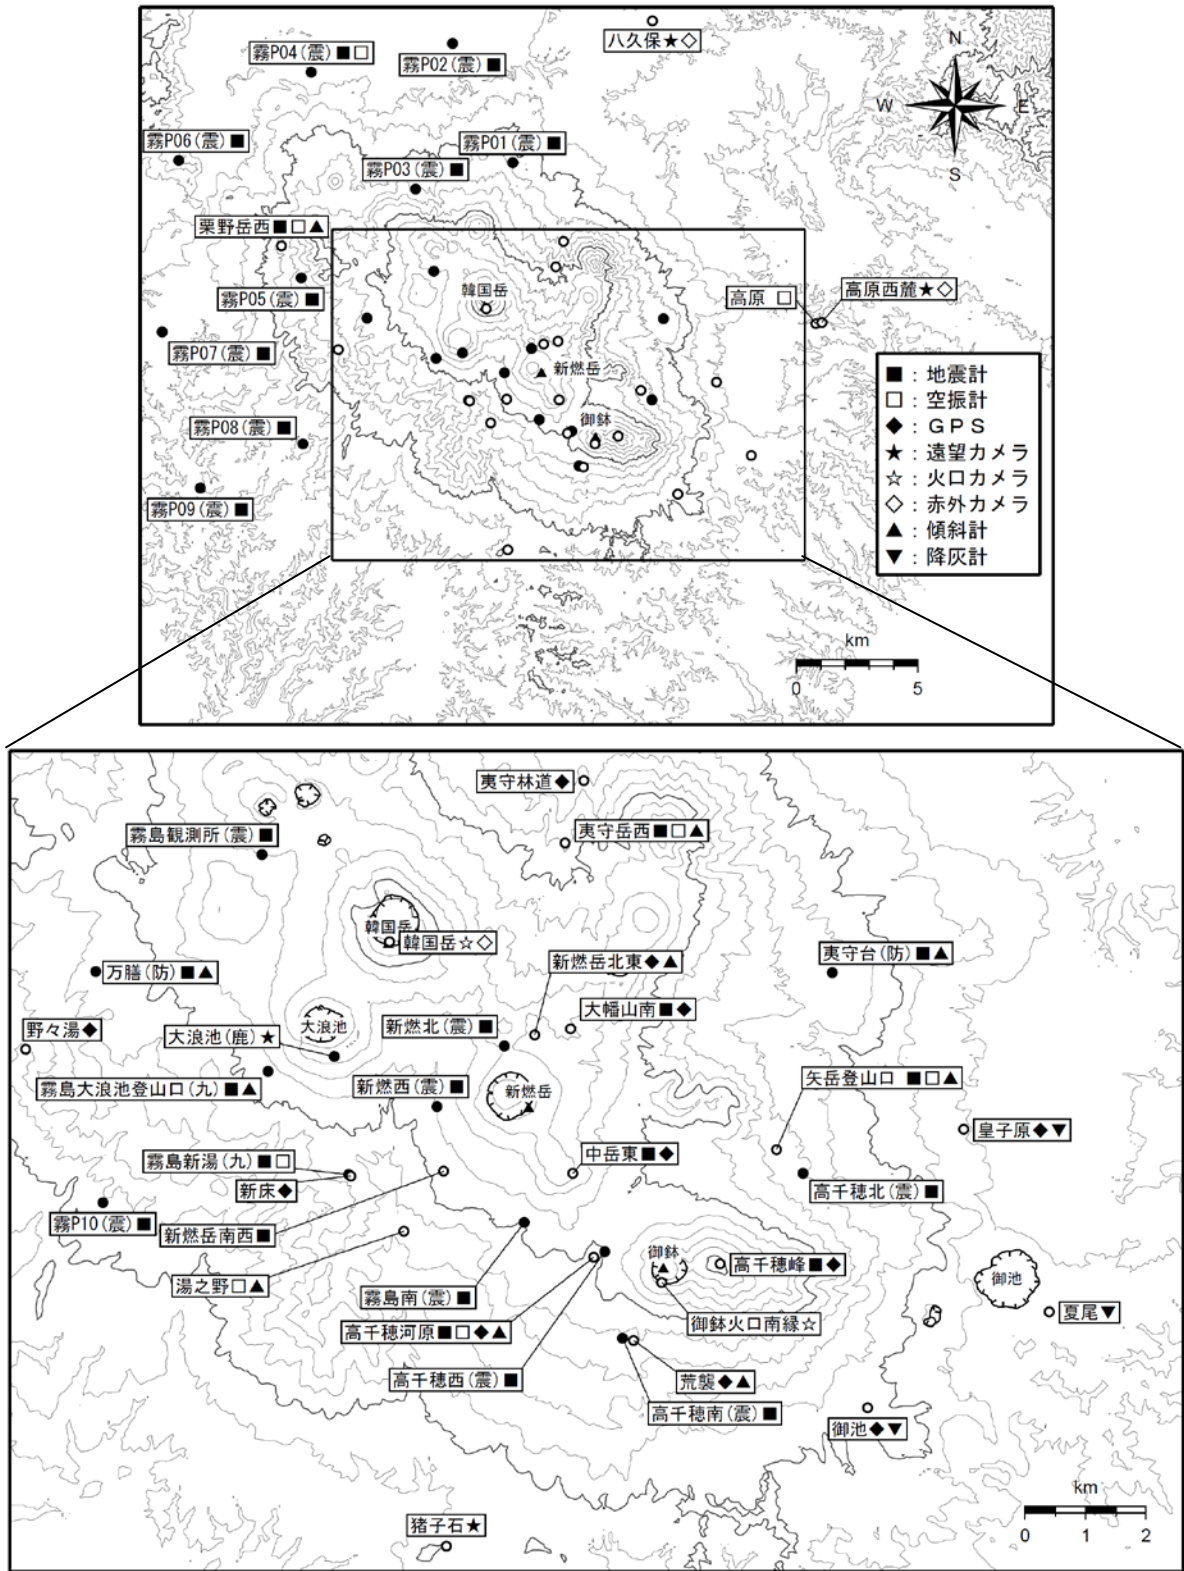 八久保★◇
霧P04(震)■□
霧P02(震)■
N
W
E
S
霧P06(震)■
霧P01(震)■
霧P03(震)■
栗野岳西■□▲
霧P05(震)■
韓国岳
高原 □
高原西麓★◇
霧P07(震)■
新燃岳
霧P08(震)■
御鉢
霧P09(震)■
■：地震計
□：空振計
◆：ＧＰＳ
★：遠望カメラ
☆：火口カメラ
◇：赤外カメラ
▲：傾斜計
▼：降灰計
km
0 5
夷守林道◆
霧島観測所(震)■
夷守岳西■□▲
韓国岳
韓国岳☆◇
夷守台(防)■▲
万膳(防)■▲
新燃岳北東◆▲
大幡山南■◆
野々湯◆
大浪池
新燃北(震)■
大浪池(鹿)★
霧島大浪池登山口(九)■▲
新燃西(震)■
新燃岳
矢岳登山口 ■□▲
皇子原◆▼
霧島新湯(九)■□
中岳東■◆
新床◆
高千穂北(震)■
霧P10(震)■
新燃岳南西■
御鉢
高千穂峰■◆
御池
湯之野□▲
霧島南(震)■
夏尾▼
高千穂河原■□◆▲
御鉢火口南縁☆
高千穂西(震)■
荒襲◆▲
高千穂南(震)■
御池◆▼
km
0 1 2
猪子石★